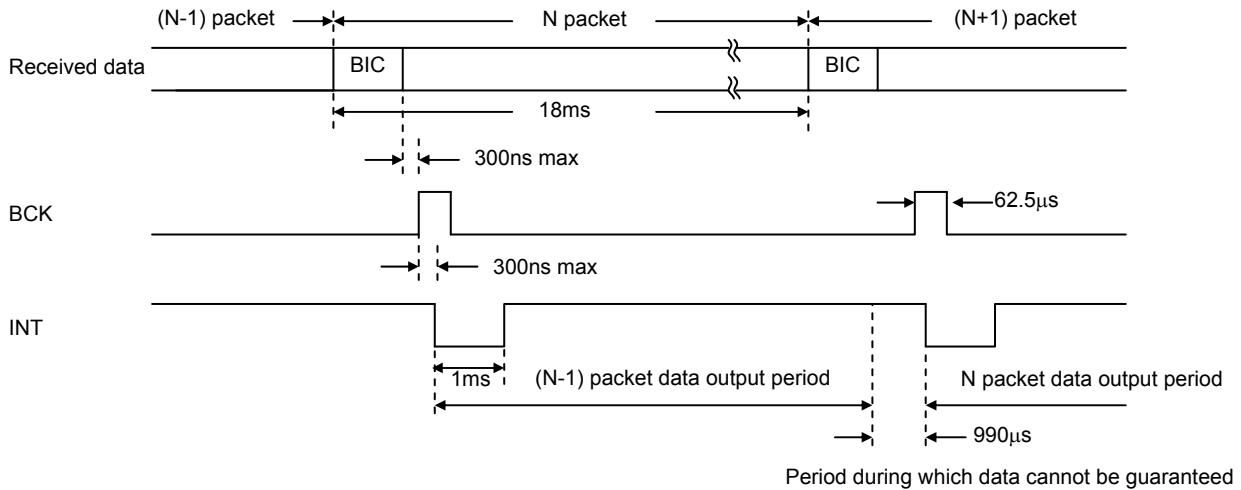 (N-1) packet
N packet
(N+1) packet
Received data
BIC
BIC
18ms
300ns max
BCK
62.5μs
300ns max
INT
1ms
(N-1) packet data output period
N packet data output period
990μs
Period during which data cannot be guaranteed